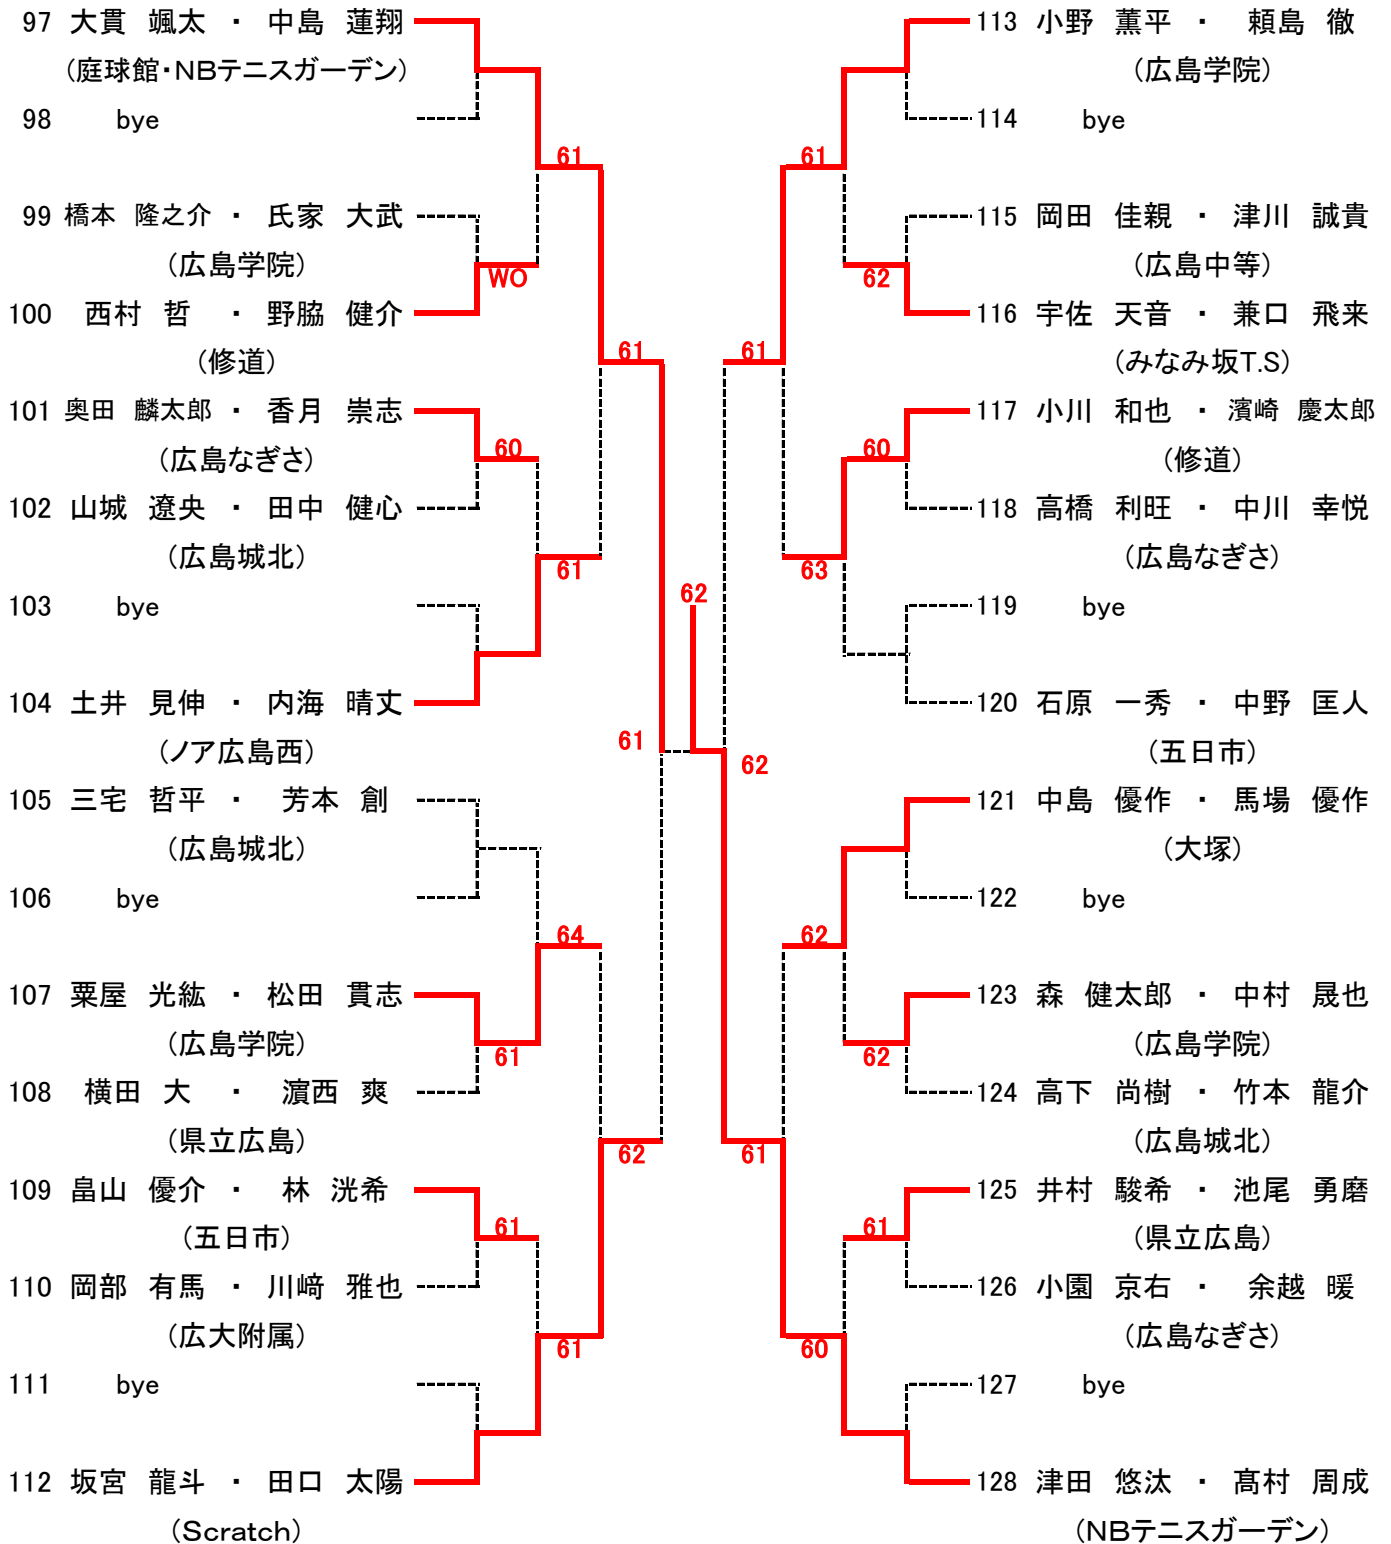 97 大貫 颯太 ・ 中島 蓮翔
(庭球館・NBテニスガーデン)
98 bye
61
99 橋本 隆之介 ・ 氏家 大武
(広島学院)
WO
100 西村 哲 ・ 野脇 健介
(修道)
61
101 奥田 麟太郎 ・ 香月 崇志
(広島なぎさ)
60
102 山城 遼央 ・ 田中 健心
(広島城北)
61
103 bye
104 土井 見伸 ・ 内海 晴丈
(ノア広島西)
61
105 三宅 哲平 ・ 芳本 創
(広島城北)
106 bye
64
107 粟屋 光紘 ・ 松田 貫志
(広島学院)
61
108 横田 大 ・ 濵西 爽
(県立広島)
62
109 畠山 優介 ・ 林 洸希
(五日市)
61
110 岡部 有馬 ・ 川﨑 雅也
(広大附属)
61
111 bye
112 坂宮 龍斗 ・ 田口 太陽
(Scratch)
62
113 小野 薫平 ・ 頼島 徹
(広島学院)
114 bye
61
115 岡田 佳親 ・ 津川 誠貴
(広島中等)
62
116 宇佐 天音 ・ 兼口 飛来
(みなみ坂T.S)
61
117 小川 和也 ・ 濱崎 慶太郎
(修道)
60
118 高橋 利旺 ・ 中川 幸悦
(広島なぎさ)
63
119 bye
120 石原 一秀 ・ 中野 匡人
(五日市)
62
121 中島 優作 ・ 馬場 優作
(大塚)
122 bye
62
123 森 健太郎 ・ 中村 晟也
(広島学院)
62
124 高下 尚樹 ・ 竹本 龍介
(広島城北)
61
125 井村 駿希 ・ 池尾 勇磨
(県立広島)
61
126 小園 京右 ・ 余越 暖
(広島なぎさ)
60
127 bye
128 津田 悠汰 ・ 髙村 周成
(NBテニスガーデン)